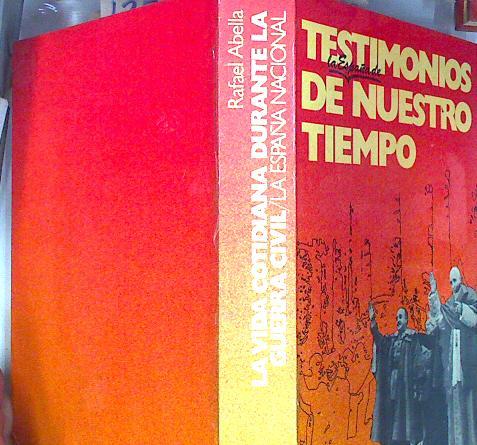 Rafael Abella
LA VIDA COTIDIANA DURANTE LA
GUERRA CIVIL/LA ESPAÑA NACIONAL
TESTIMONIOS
la España de
DE NUESTRO
TIEMPO